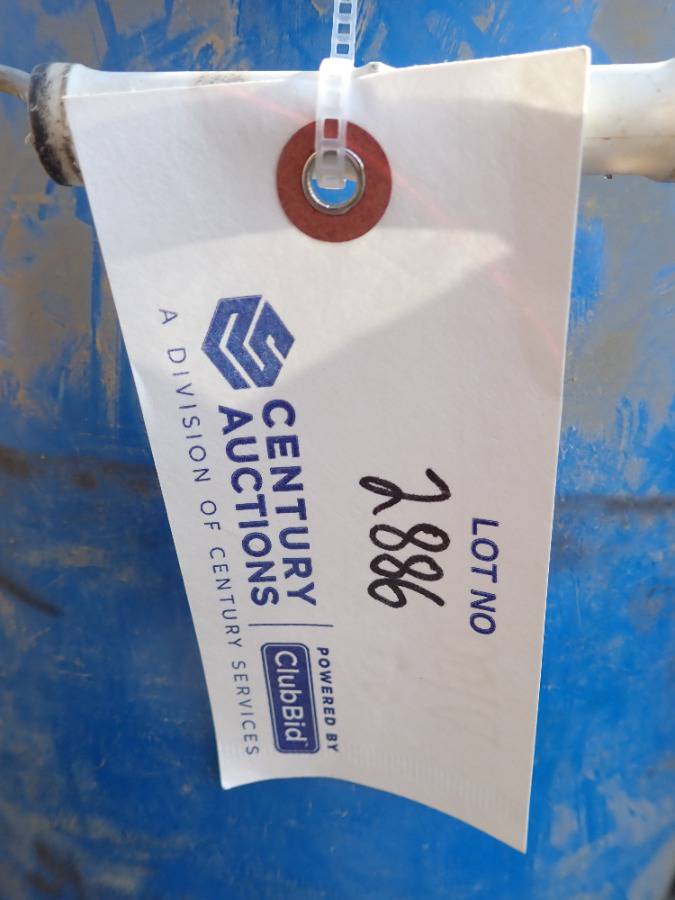 LOT NO
2886
CENTURY
AUCTIONS
POWERED BY
ClubBid
A DIVISION OF CENTURY SERVICES